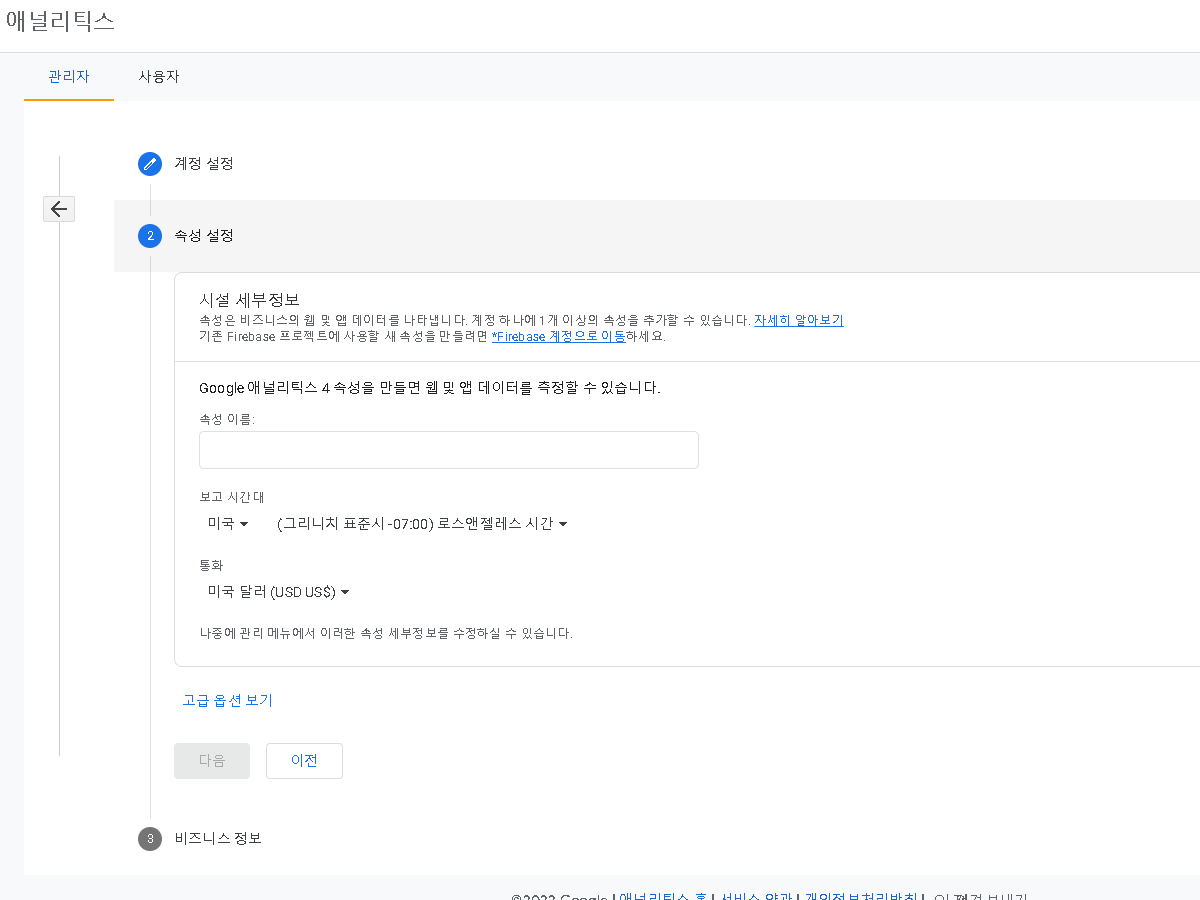 애널리틱스
관리자 사용자
계정 설정
2 속성 설정
시설 세부정보
속성은 비즈니스의 웹 및 앱 데이터를 나타냅니다. 계정 하나에 1개 이상의 속성을 추가할 수 있습니다. 자세히 알아보기
기존 Firebase 프로젝트에 사용할 새 속성을 만들려면 *Firebase 계정으로 이동하세요.
Google 애널리틱스 4 속성을 만들면 웹 및 앱 데이터를 측정할 수 있습니다.
속성 이름:
보고 시간대
미국 (그리니치 표준시 -07:00) 로스앤젤레스 시간
통화
미국 달러 (USD US$)
나중에 관리 메뉴에서 이러한 속성 세부정보를 수정하실 수 있습니다.
고급 옵션 보기
다음 이전
3 비즈니스 정보
Google | 애널리틱스 홈 | 서비스 약관 | 개인정보처리방침 |